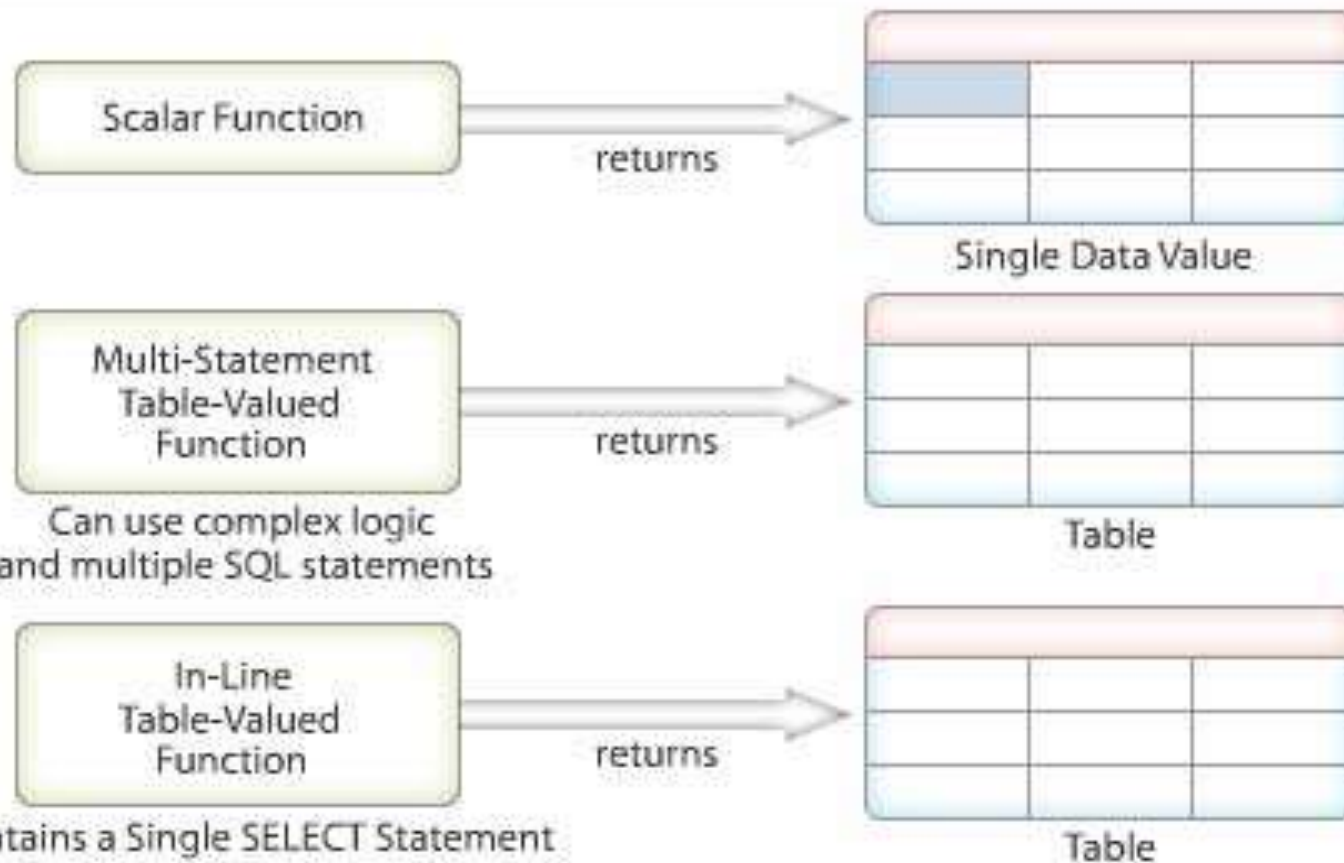 Scalar Function
returns
Single Data Value
Multi-Statement
Table-Valued
Function
returns
Can use complex logic
and multiple SQL statements
Table
In-Line
Table-Valued
Function
returns
a Single SELECT Statement
Table